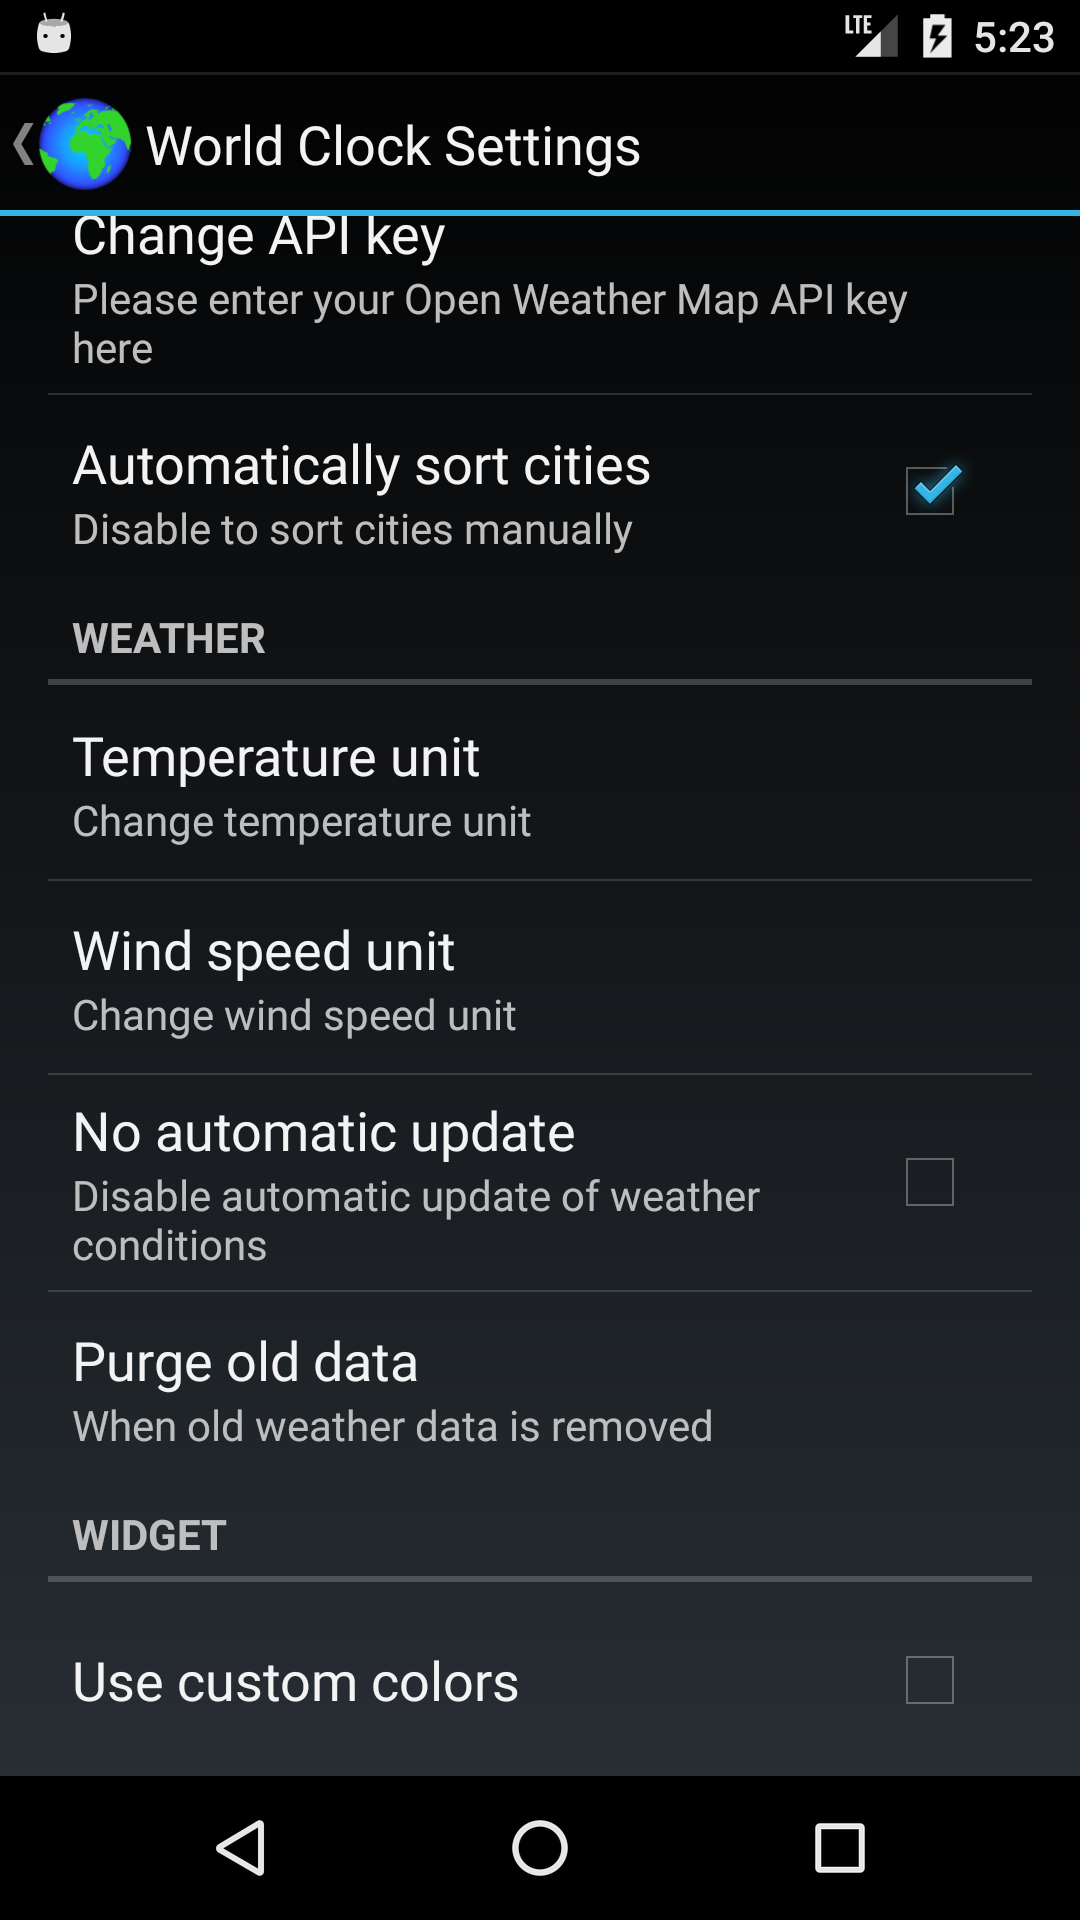 LTE
5:23
World Clock Settings
Change API key
Please enter your Open Weather Map API key
here
Automatically sort cities
Disable to sort cities manually
WEATHER
Temperature unit
Change temperature unit
Wind speed unit
Change wind speed unit
No automatic update
Disable automatic update of weather
conditions
Purge old data
When old weather data is removed
WIDGET
Use custom colors